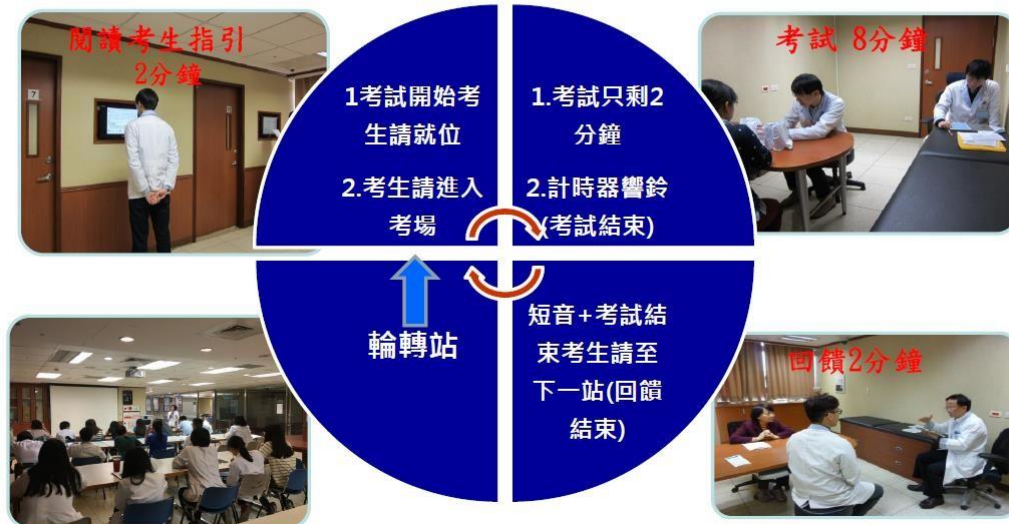 閱讀考生指引
2分鐘
7
1考試開始考
生請就位
2.考生請進入
考場
1.考試只剩2
分鐘
2.計時器響鈴
(考試結束)
考試 8分鐘
輪轉站
短音+考試結
束考生請至
下一站(回饋
結束)
回饋2分鐘